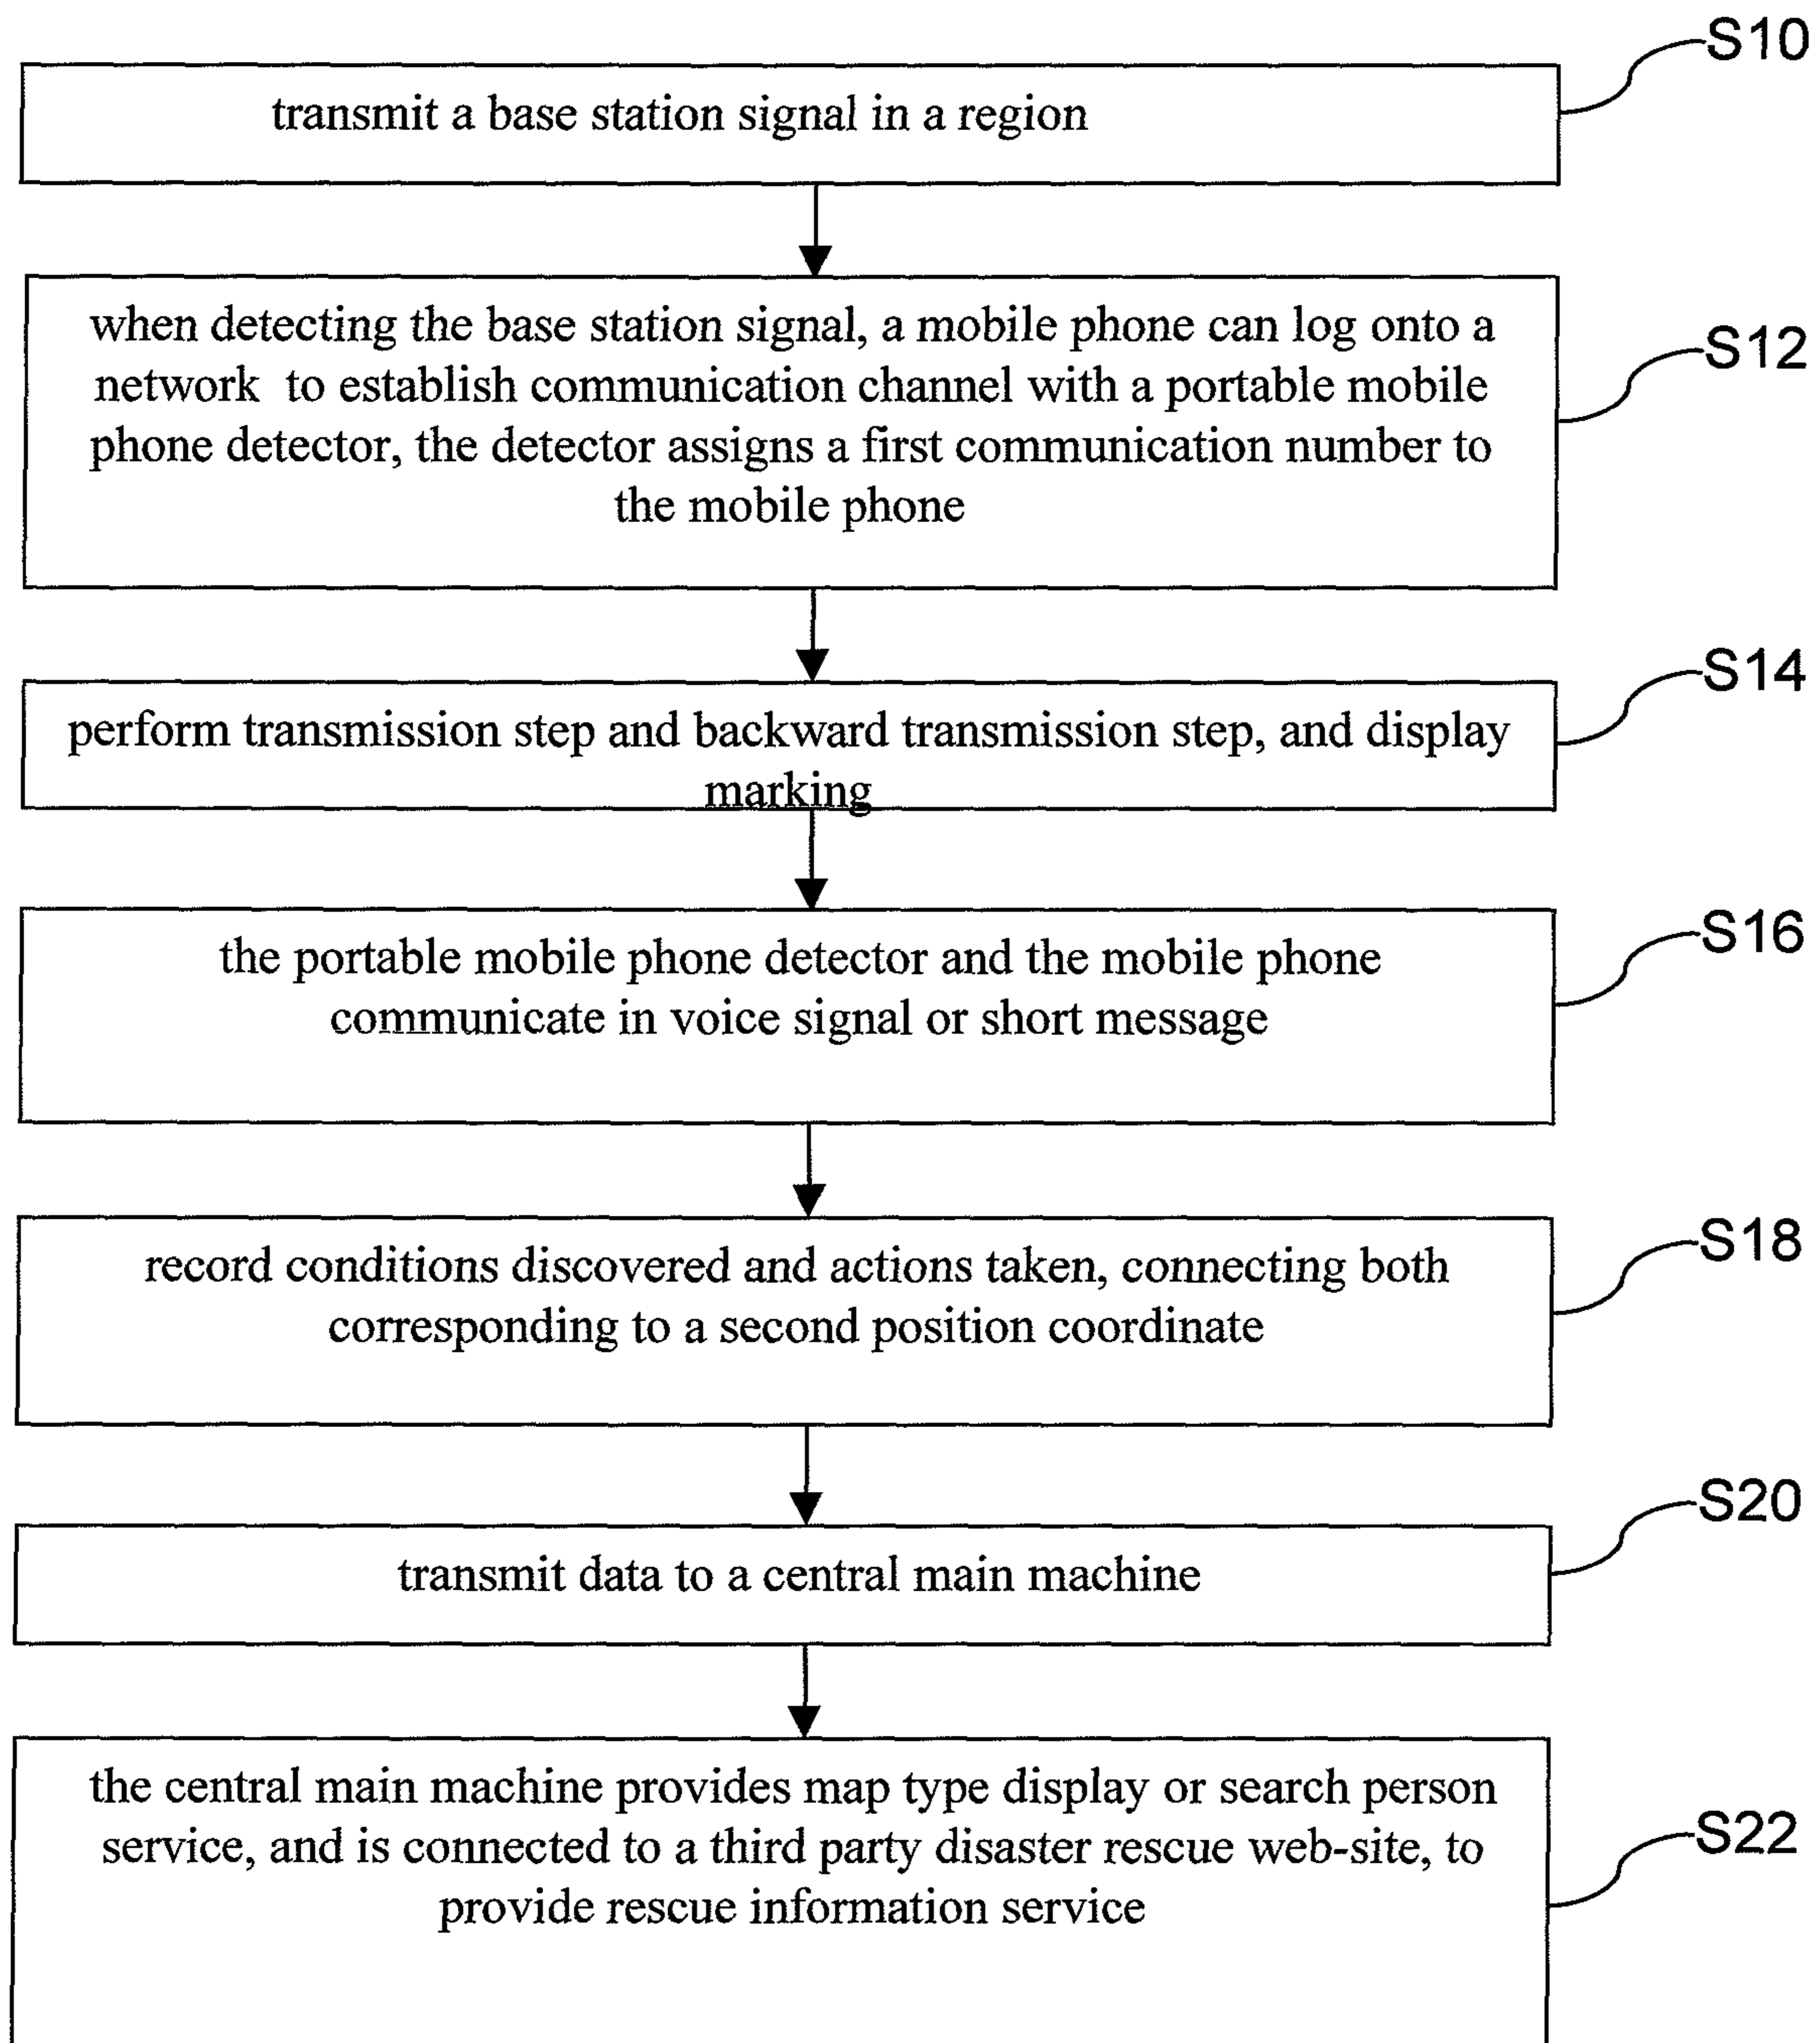 S10
transmit a base station signal in a region
when detecting the base station signal, a mobile phone can log onto a
network to establish communication channel with a portable mobile
phone detector, the detector assigns a first communication number to
the mobile phone
S12
S14
perform transmission step and backward transmission step, and display
marking
the portable mobile phone detector and the mobile phone
communicate in voice signal or short message
S16
record conditions discovered and actions taken, connecting both
corresponding to a second position coordinate
S18
S20
transmit data to a central main machine
the central main machine provides map type display or search person
service, and is connected to a third party disaster rescue web-site, to
provide rescue information service
S22